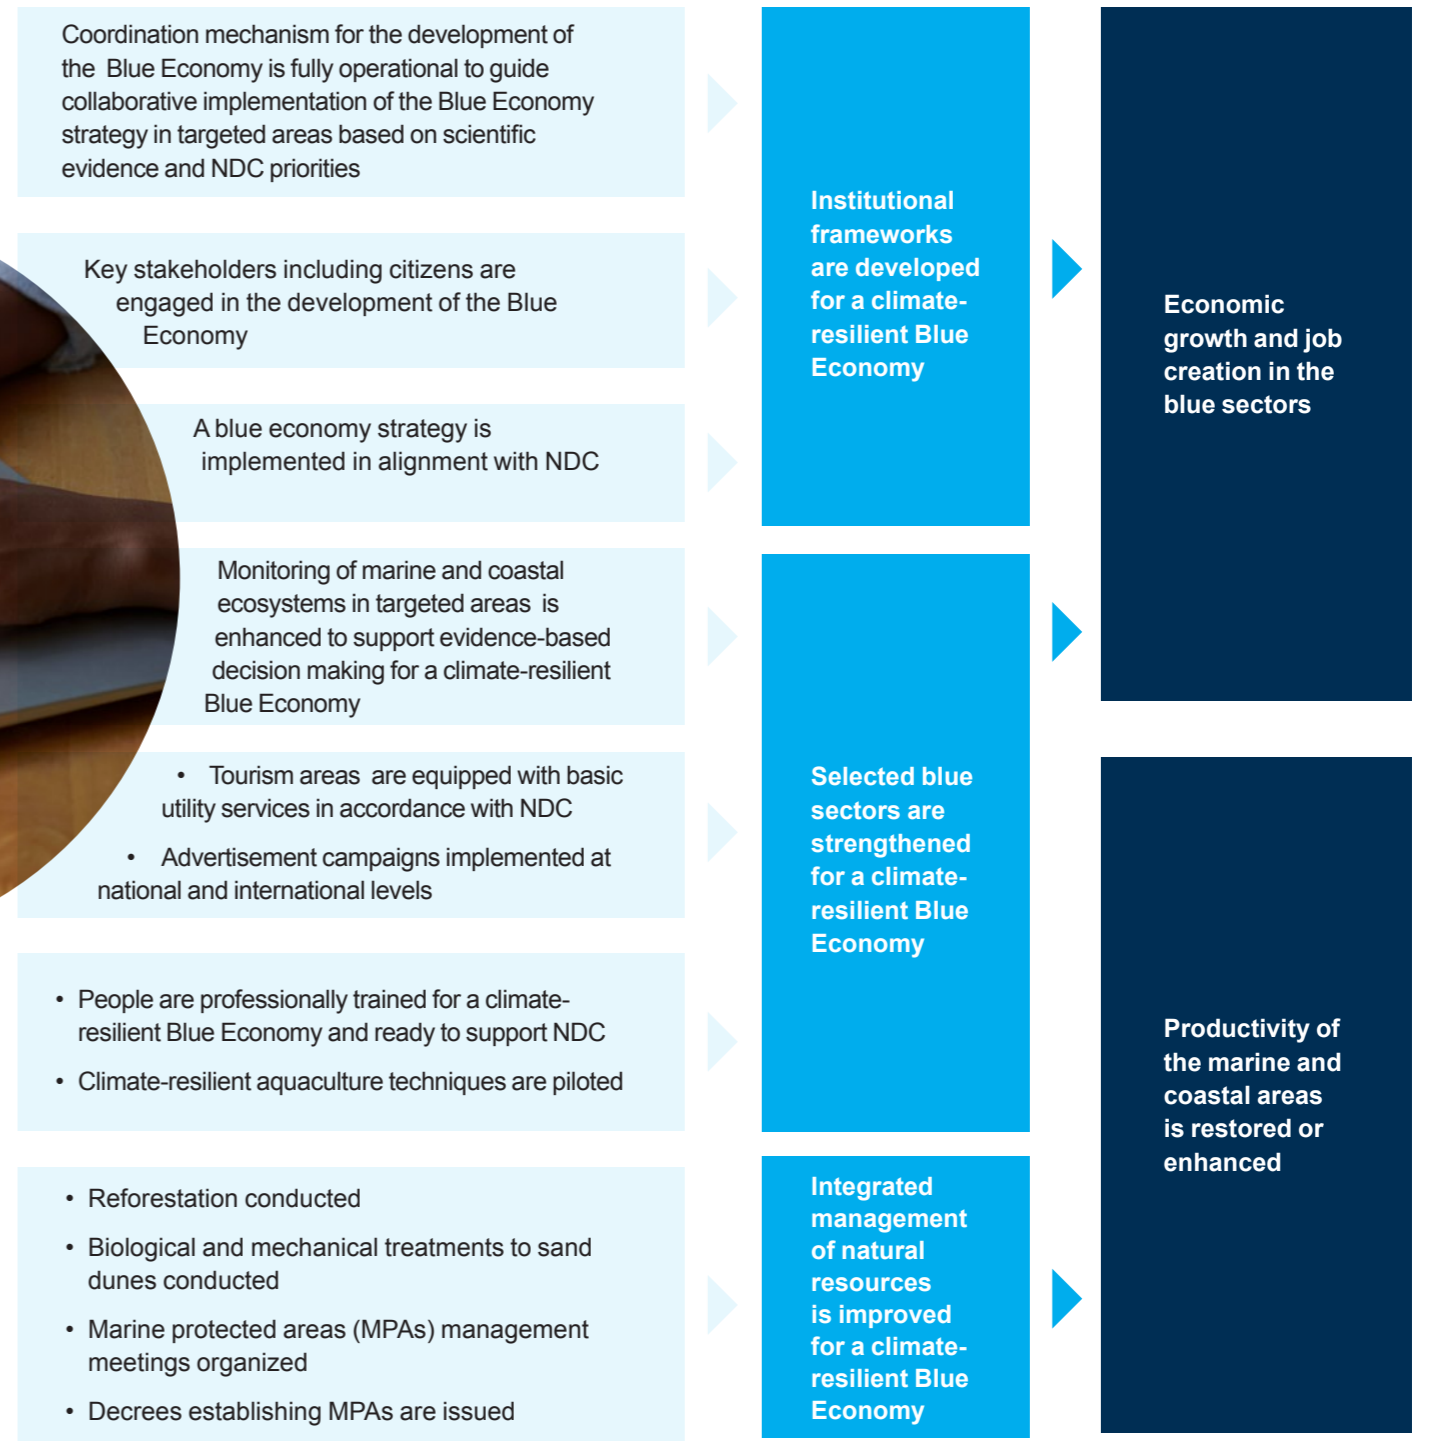 Coordination mechanism for the development of
the Blue Economy is fully operational to guide
collaborative implementation of the Blue Economy
strategy in targeted areas based on scientific
evidence and NDC priorities
Key stakeholders including citizens are
engaged in the development of the Blue
Economy
A blue economy strategy is
implemented in alignment with NDC
Monitoring of marine and coastal
ecosystems in targeted areas is
enhanced to support evidence-based
decision making for a climate-resilient
Blue Economy
• Tourism areas are equipped with basic
utility services in accordance with NDC
• Advertisement campaigns implemented at
national and international levels
• People are professionally trained for a climate-
resilient Blue Economy and ready to support NDC
• Climate-resilient aquaculture techniques are piloted
• Reforestation conducted
• Biological and mechanical treatments to sand
dunes conducted
• Marine protected areas (MPAs) management
meetings organized
• Decrees establishing MPAs are issued
Institutional
frameworks
are developed
for a climate-
resilient Blue
Economy
Selected blue
sectors are
strengthened
for a climate-
resilient Blue
Economy
Integrated
management
of natural
resources
is improved
for a climate-
resilient Blue
Economy
Economic
growth and job
creation in the
blue sectors
Productivity of
the marine and
coastal areas
is restored or
enhanced